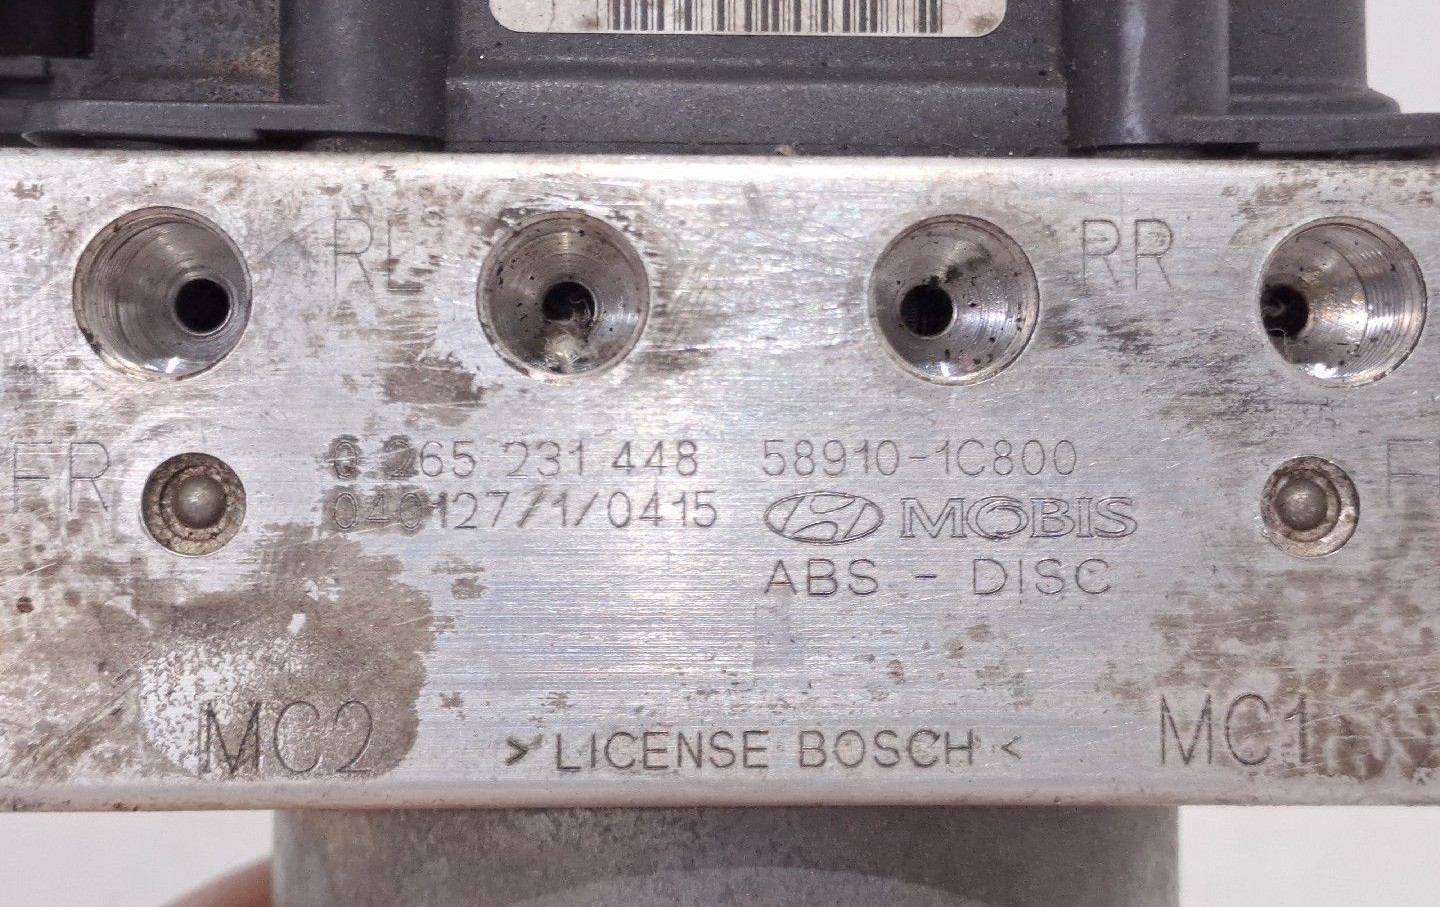 RL RR
FR
0 265 231 448 58910-1C800
040127/1/0415 MOBIS
ABS - DISC
MC2 MC1
> LICENSE BOSCH <